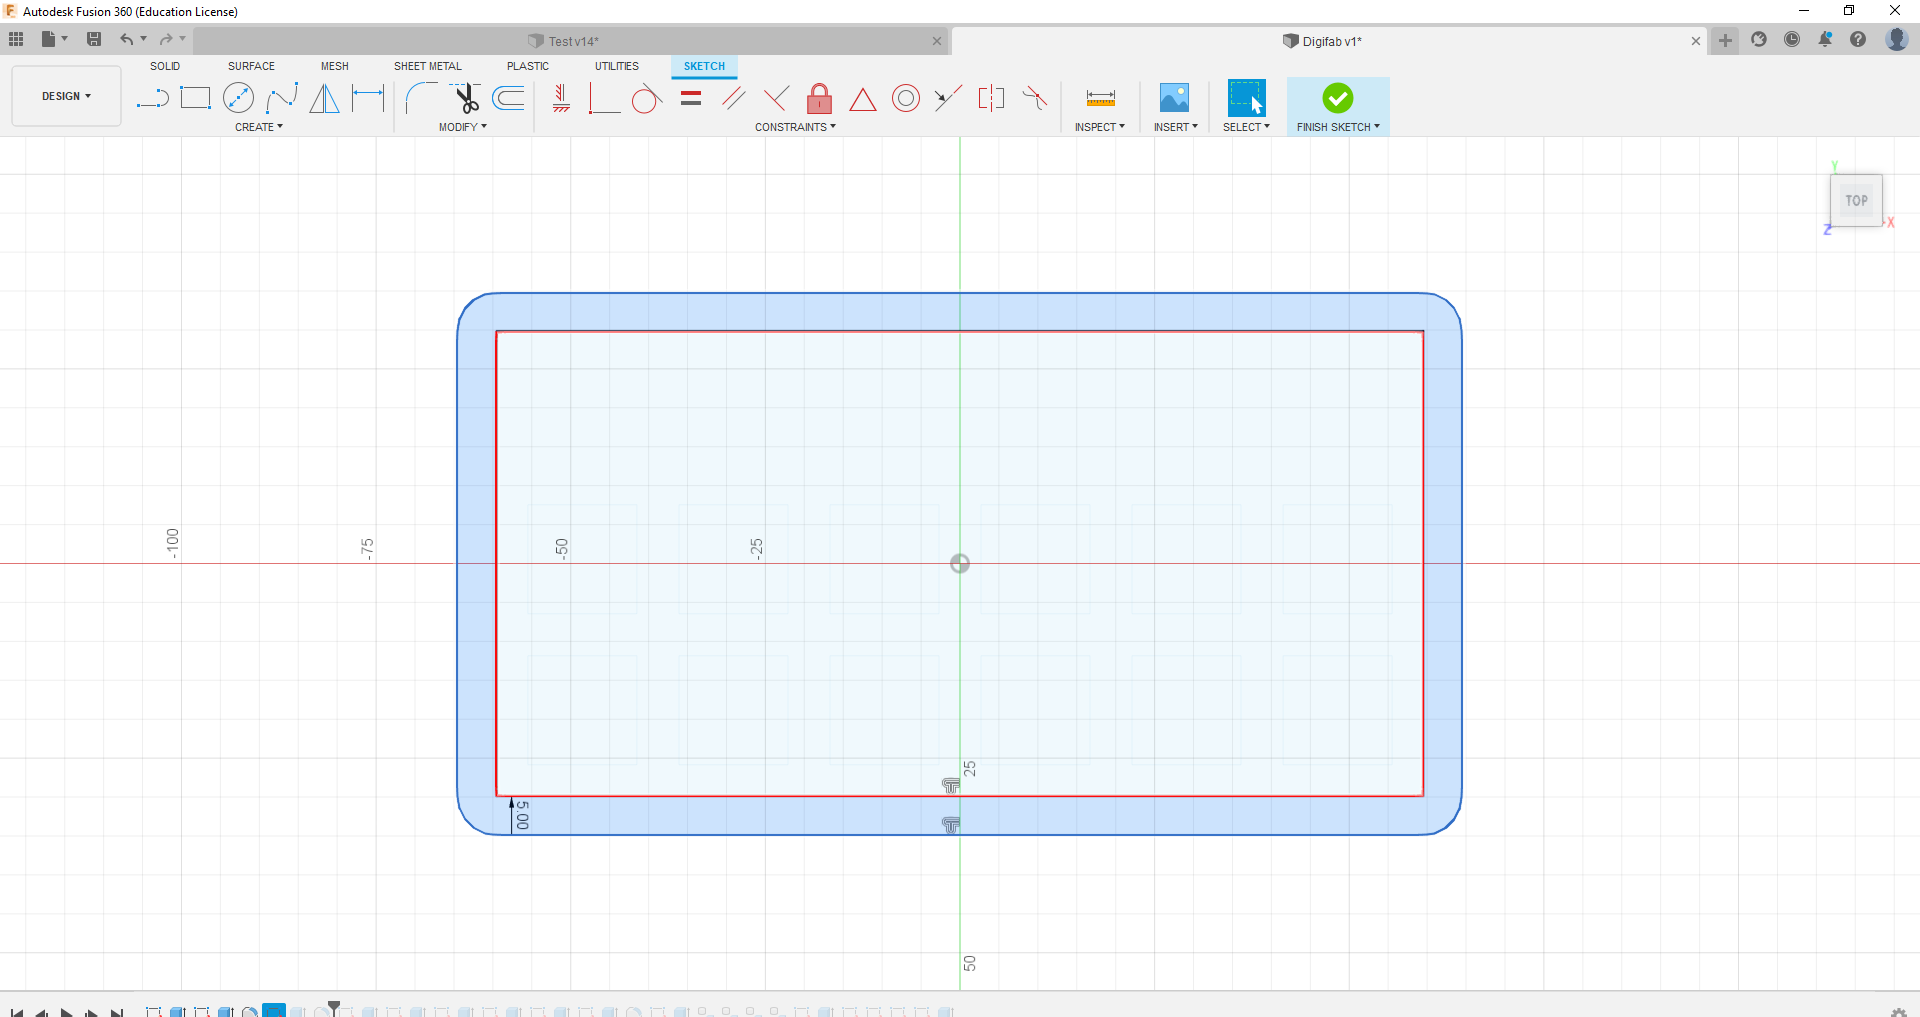 Autodesk Fusion 360 (Education License)
Test v14*
Digifab v1*
SOLID
SURFACE
MESH
SHEET METAL
PLASTIC
UTILITIES
SKETCH
DESIGN
CREATE
MODIFY
CONSTRAINTS
INSPECT
INSERT
SELECT
FINISH SKETCH
Y
TOP
X
Z
-100
-75
-50
-25
25
5.00
50